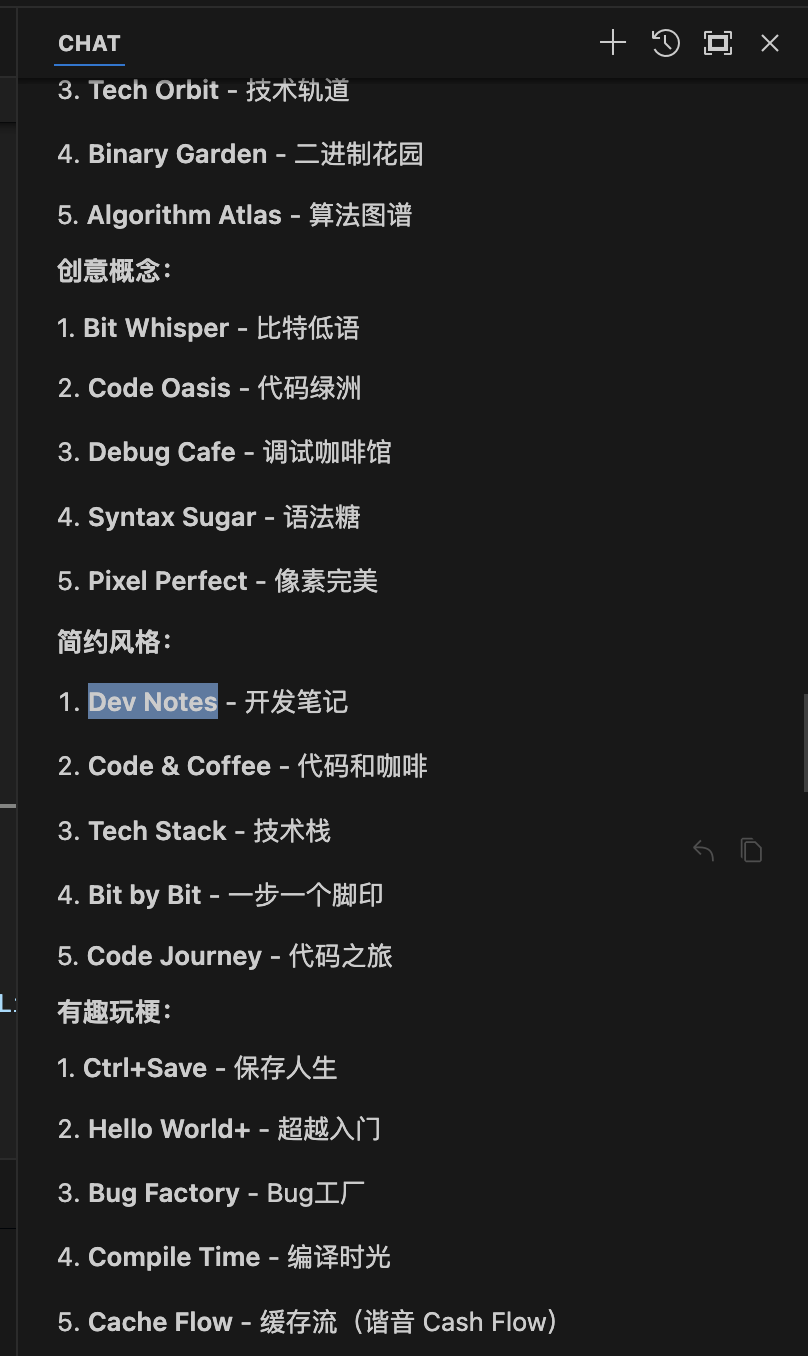 CHAT
3. Tech Orbit - 技术轨道
4. Binary Garden - 二进制花园
5. Algorithm Atlas - 算法图谱
创意概念：
1. Bit Whisper - 比特低语
2. Code Oasis - 代码绿洲
3. Debug Cafe - 调试咖啡馆
4. Syntax Sugar - 语法糖
5. Pixel Perfect - 像素完美
简约风格：
1. Dev Notes - 开发笔记
2. Code & Coffee - 代码和咖啡
3. Tech Stack - 技术栈
4. Bit by Bit - 一步一个脚印
5. Code Journey - 代码之旅
有趣玩梗：
1. Ctrl+Save - 保存人生
2. Hello World+ - 超越入门
3. Bug Factory - Bug工厂
4. Compile Time - 编译时光
5. Cache Flow - 缓存流（谐音 Cash Flow）